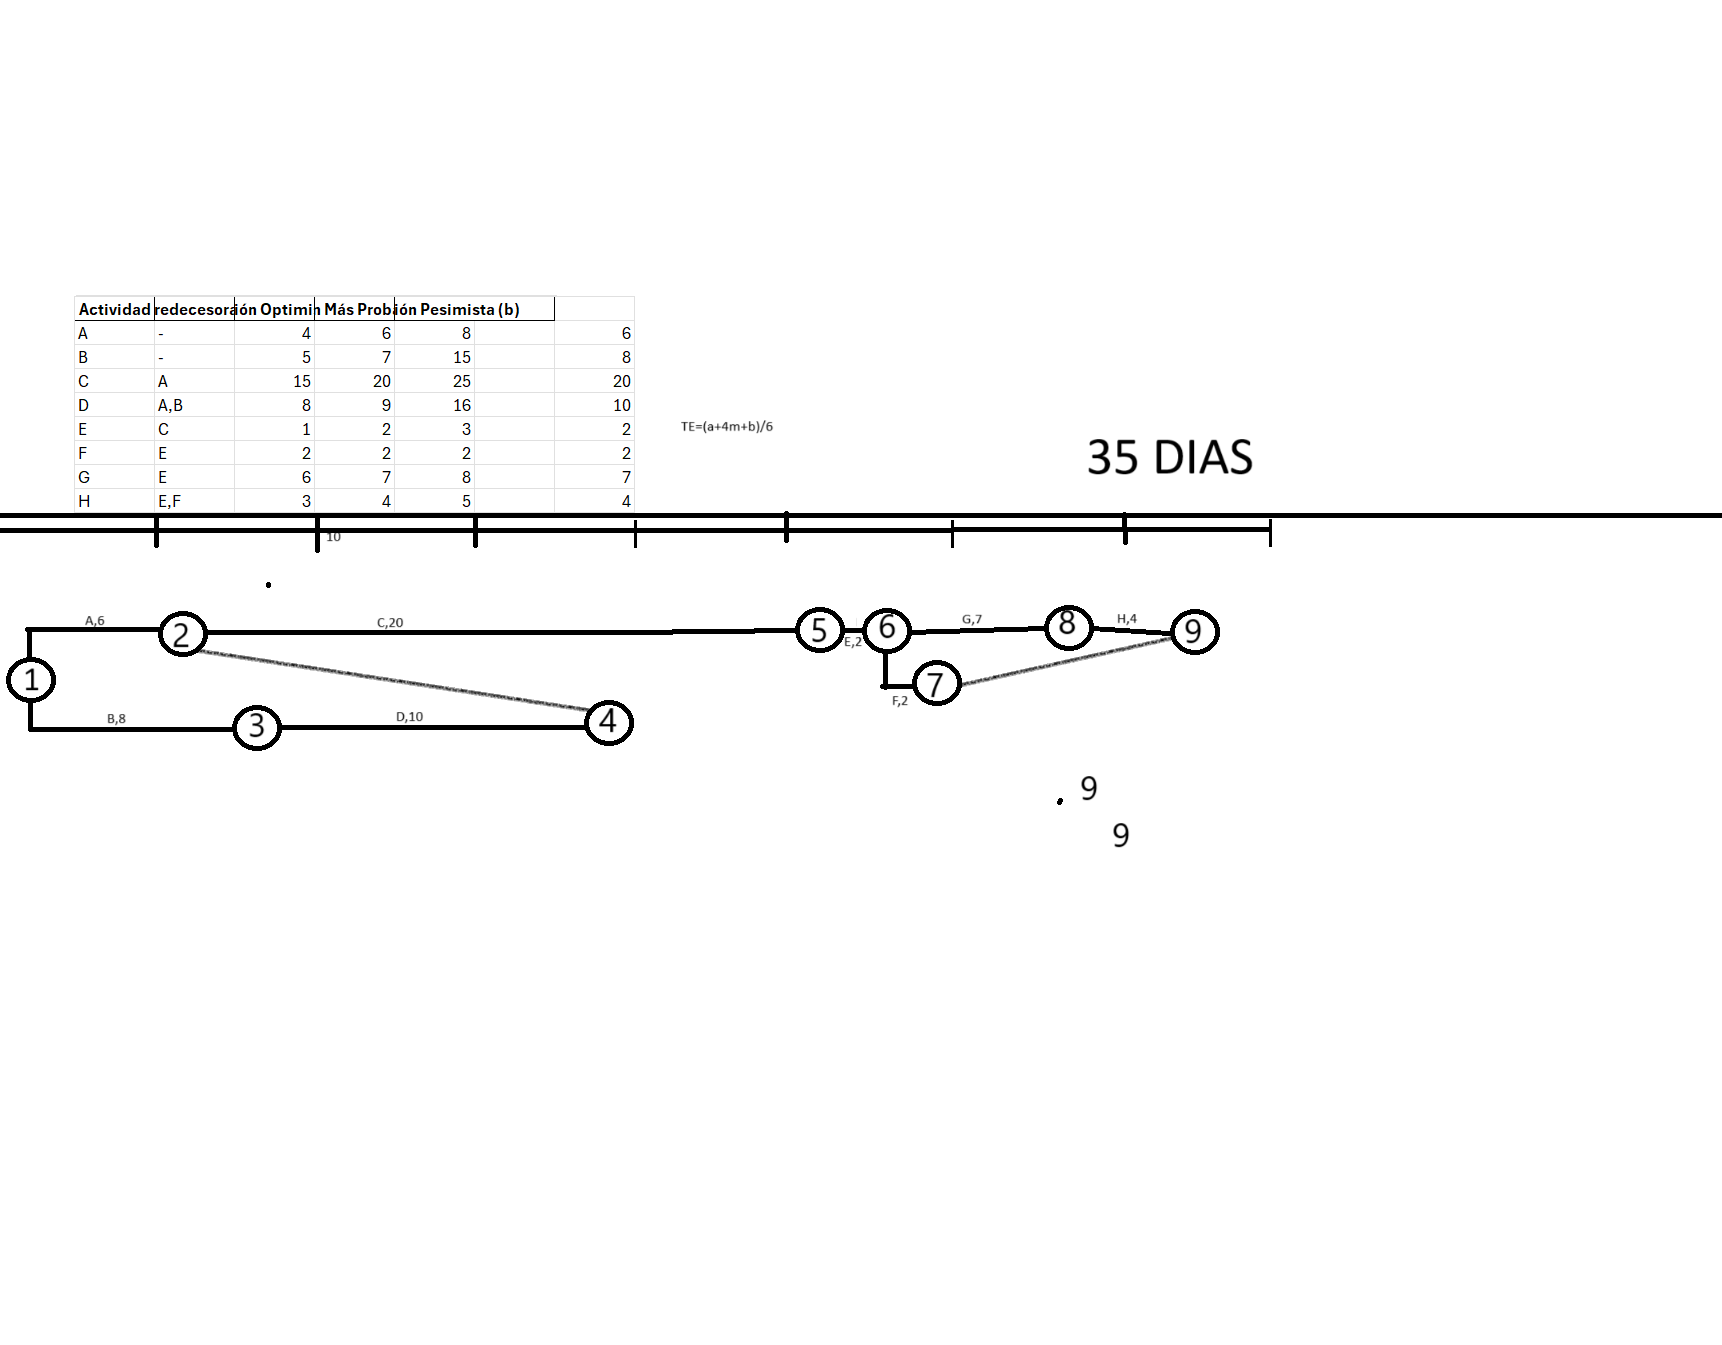 Actividad redecesora ión Optimin Más Proba ión Pesimista (b)
A - 4 6 8 6
B - 5 7 15 8
C A 15 20 25 20
D A,B 8 9 16 10
E C 1 2 3 2
F E 2 2 2 2
G E 6 7 8 7
H E,F 3 4 5 4
TE=(a+4m+b)/6
35 DIAS
10
A,6
C,20
G,7
H,4
2
5
E,2
6
8
9
1
7
F,2
B,8
D,10
3
4
9
9